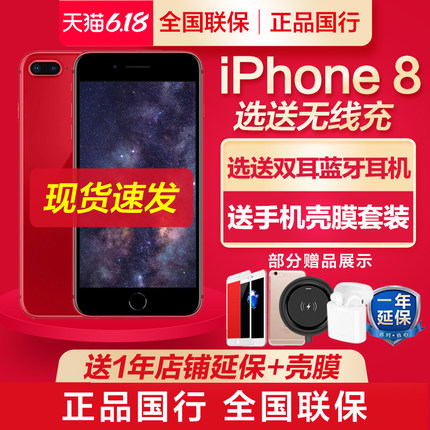 天猫6.18 全国联保 正品国行
iPhone 8
选送无线充
选送双耳蓝牙耳机
送手机壳膜套装
现货速发
部分赠品展示
一年
延保
送1年店铺延保+壳膜
正品国行 全国联保